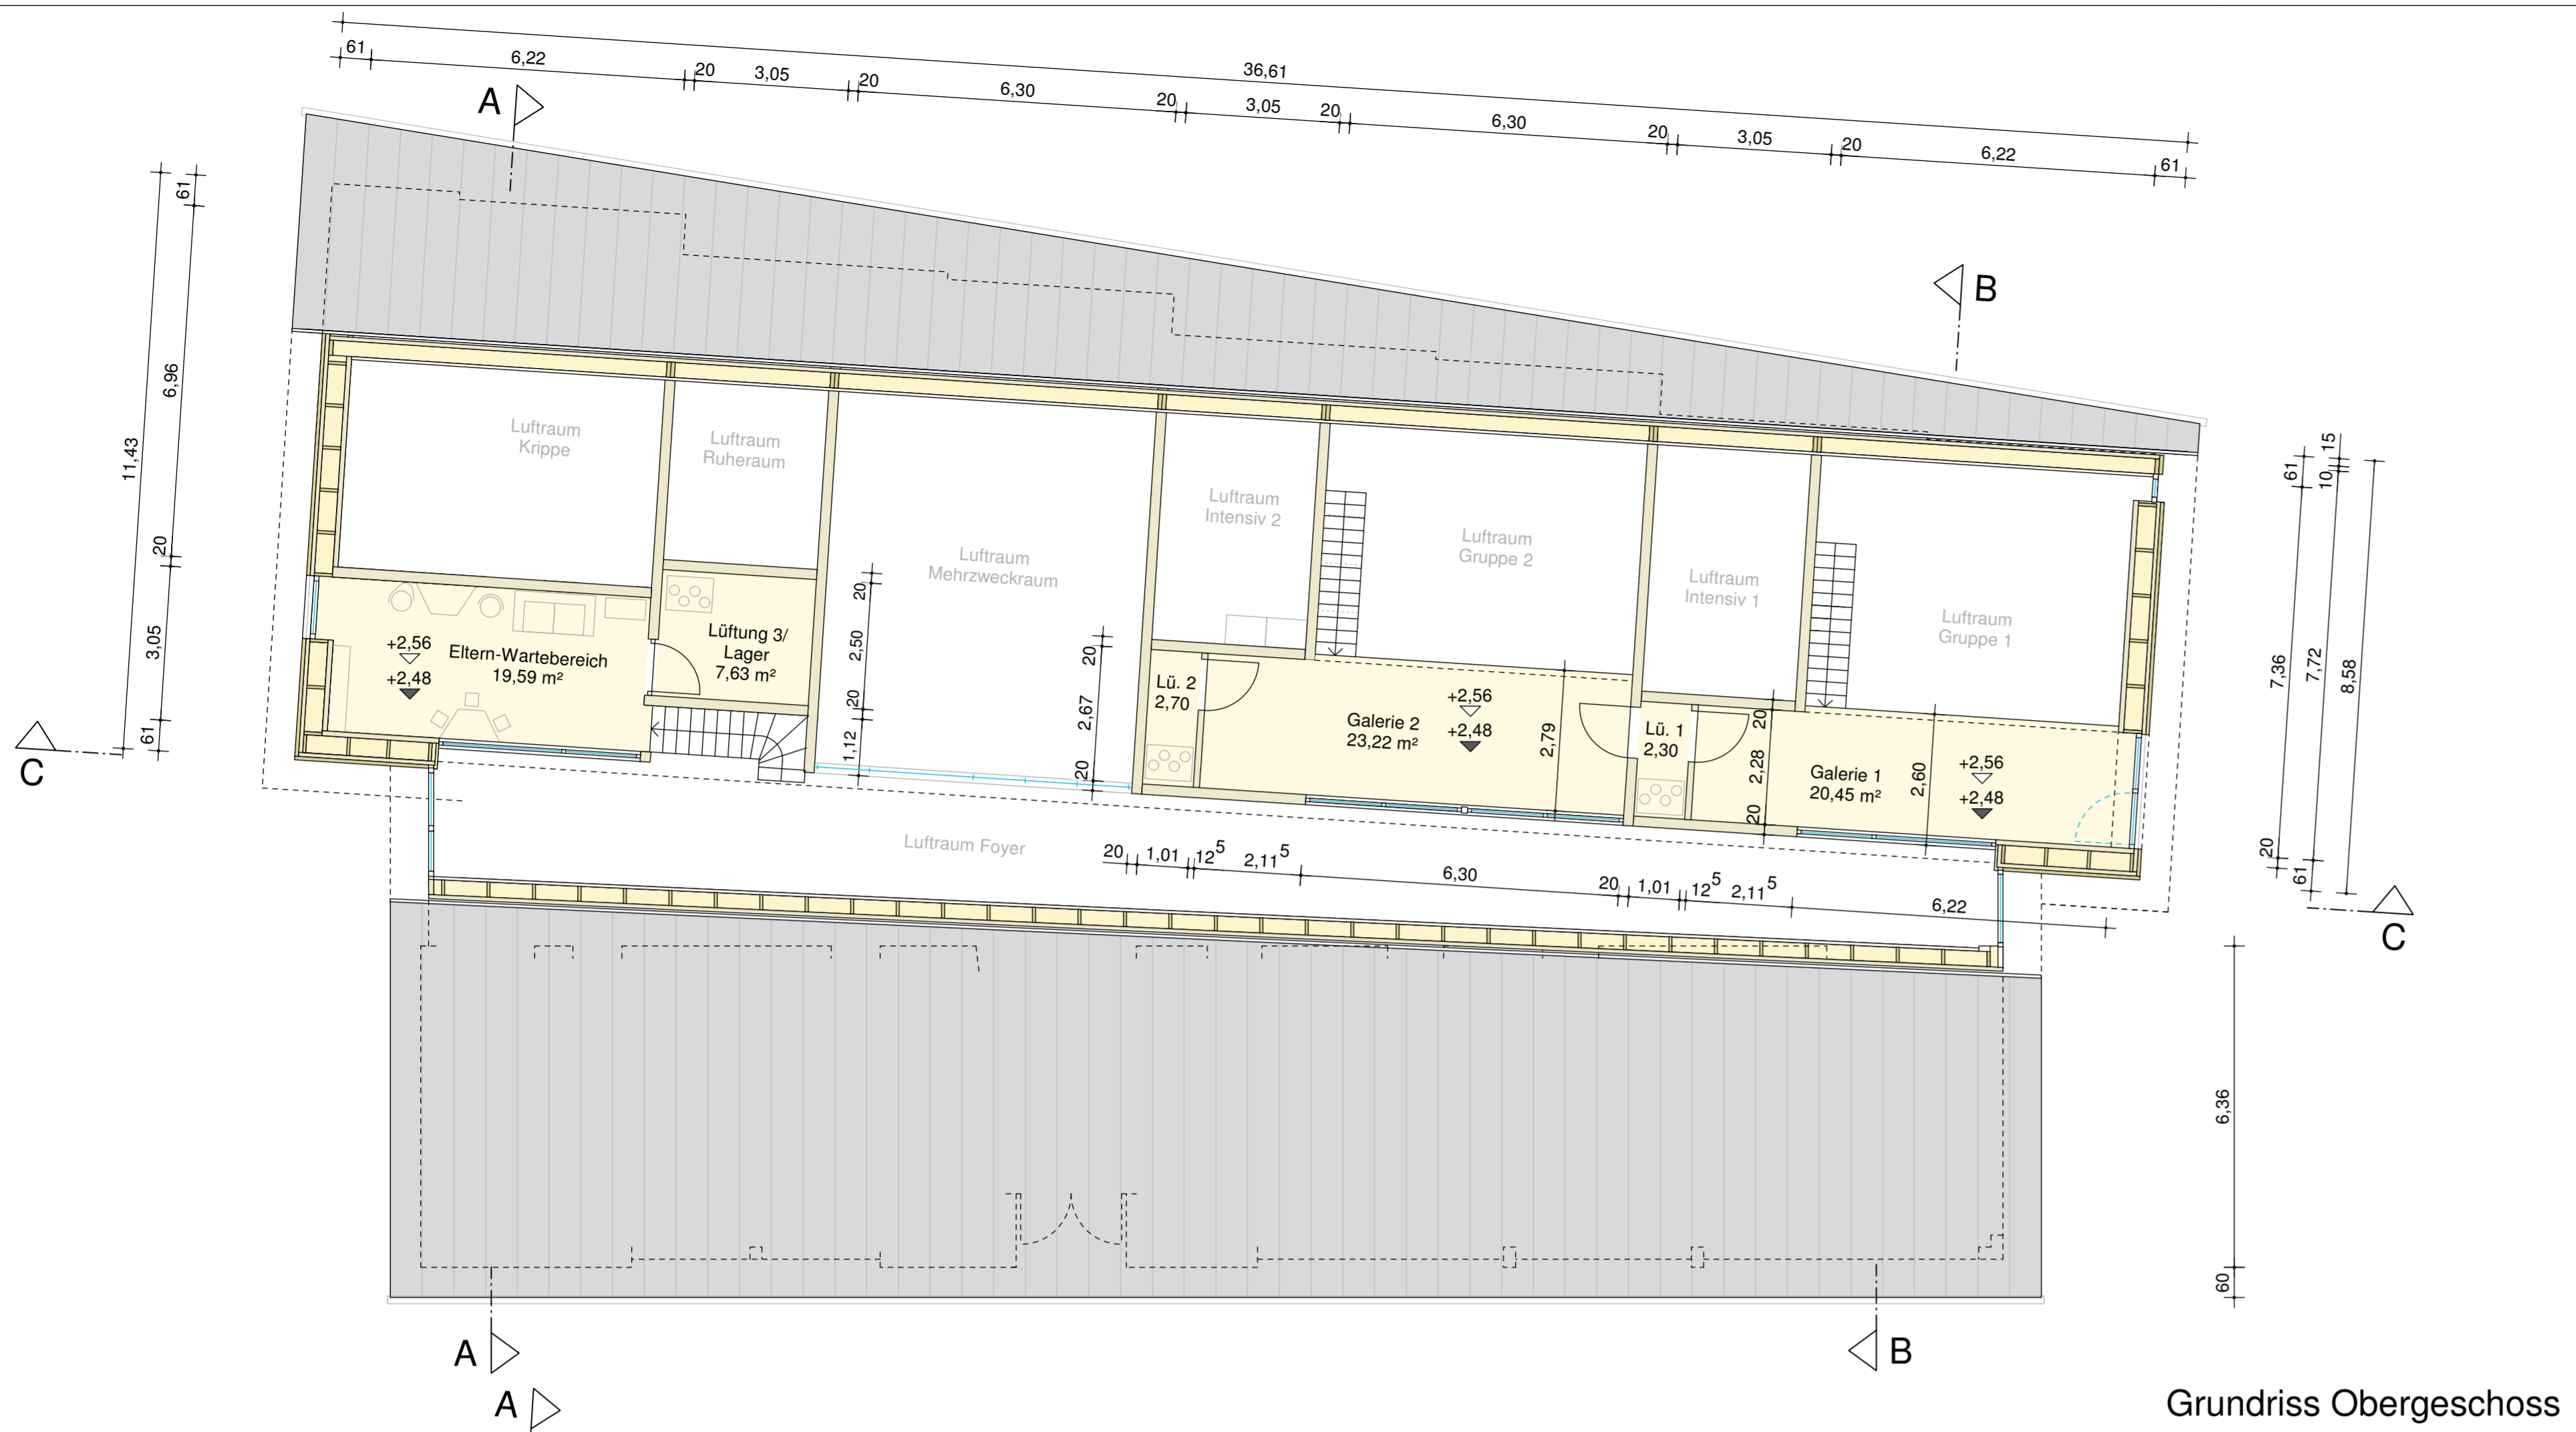 36,61
61
6,22
20
3,05
20
6,30
20
3,05
20
6,30
20
3,05
20
6,22
61
A
B
61
6,96
11,43
20
3,05
61
C
15
61
10
7,36
7,72
8,58
20
61
C
Luftraum
Krippe
Luftraum
Ruheraum
Luftraum
Mehrzweckraum
Luftraum
Intensiv 2
Luftraum
Gruppe 2
Luftraum
Intensiv 1
Luftraum
Gruppe 1
+2,56
+2,48
Eltern-Wartebereich
19,59 m²
Lüftung 3/
Lager
7,63 m²
20
2,50
20
1,12
20
2,67
20
Lü. 2
2,70
Galerie 2
23,22 m²
+2,56
+2,48
2,79
Lü. 1
2,30
20
2,28
20
Galerie 1
20,45 m²
2,60
+2,56
+2,48
Luftraum Foyer
20
1,01
12⁵
2,11⁵
6,30
20
1,01
12⁵
2,11⁵
6,22
6,36
60
A
B
A
Grundriss Obergeschoss